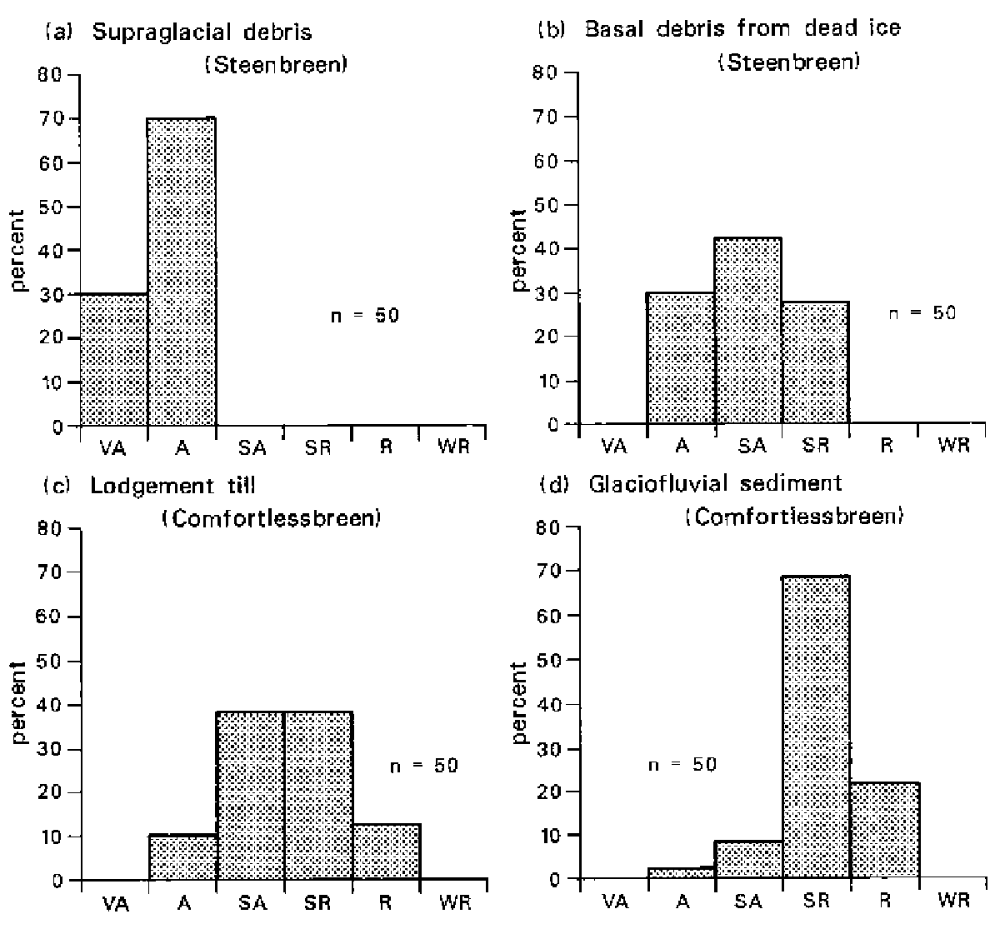 (a) Supraglacial debris
(Steenbreen)
80
70
60
50
40
30
20
10
0
percent
n = 50
VA A SA SR R WR
(b) Basal debris from dead ice
(Steenbreen)
80
70
60
50
40
30
20
10
0
percent
n = 50
VA A SA SR R WR
(c) Lodgement till
(Comfortlessbreen)
80
70
60
50
40
30
20
10
0
percent
n = 50
VA A SA SR R WR
(d) Glaciofluvial sediment
(Comfortlessbreen)
80
70
60
50
40
30
20
10
0
percent
n = 50
VA A SA SR R WR